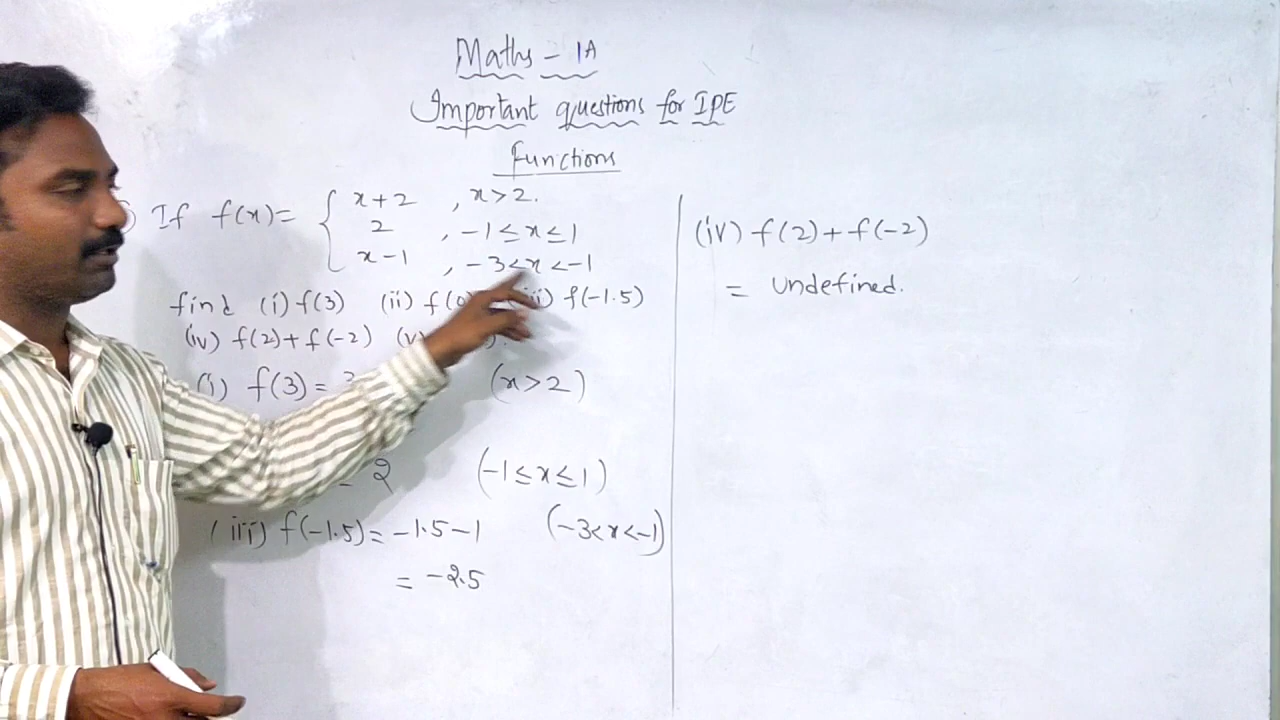 Maths - 1A
Important questions for IPE
Functions
) If f(x) = { x+2 , x>2.
2 , -1≤x≤1
x-1 , -3<x<-1
find (i) f(3) (ii) f(0 (iii) f(-1.5)
(iv) f(2)+f(-2) (v) ).
(i) f(3) = 3 (x>2)
= 2 (-1≤x≤1)
(iii) f(-1.5) = -1.5-1 (-3<x<-1)
= -2.5
(iv) f(2)+f(-2)
= undefined.